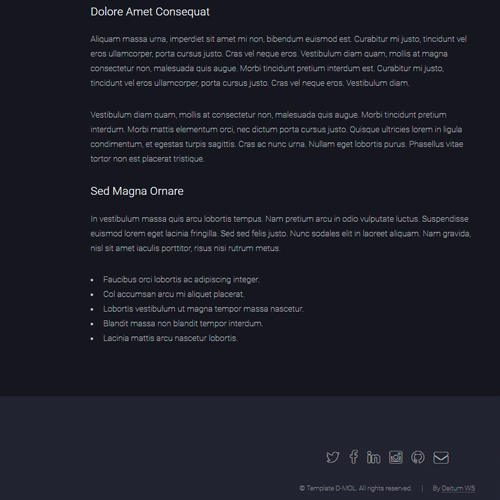 Dolore Amet Consequat
Aliquam massa urna, imperdiet sit amet mi non, bibendum euismod est. Curabitur mi justo, tincidunt vel
eros ullamcorper, porta cursus justo. Cras vel neque eros. Vestibulum diam quam, mollis at magna
consectetur non, malesuada quis augue. Morbi tincidunt pretium interdum est. Curabitur mi justo,
tincidunt vel eros ullamcorper, porta cursus justo. Cras vel neque eros. Vestibulum diam.
Vestibulum diam quam, mollis at consectetur non, malesuada quis augue. Morbi tincidunt pretium
interdum. Morbi mattis elementum orci, nec dictum porta cursus justo. Quisque ultricies lorem in ligula
condimentum, et egestas turpis sagittis. Cras ac nunc urna. Nullam eget lobortis purus. Phasellus vitae
tortor non est placerat tristique.
Sed Magna Ornare
In vestibulum massa quis arcu lobortis tempus. Nam pretium arcu in odio vulputate luctus. Suspendisse
euismod lorem eget lacinia fringilla. Sed sed felis justo. Nunc sodales elit in laoreet aliquam. Nam gravida,
nisl sit amet iaculis porttitor, risus nisi rutrum metus.
• Faucibus orci lobortis ac adipiscing integer.
• Col accumsan arcu mi aliquet placerat.
• Lobortis vestibulum ut magna tempor massa nascetur.
• Blandit massa non blandit tempor interdum.
• Lacinia mattis arcu nascetur lobortis.
© Template D-MOL. All rights reserved. | By Daitum WS